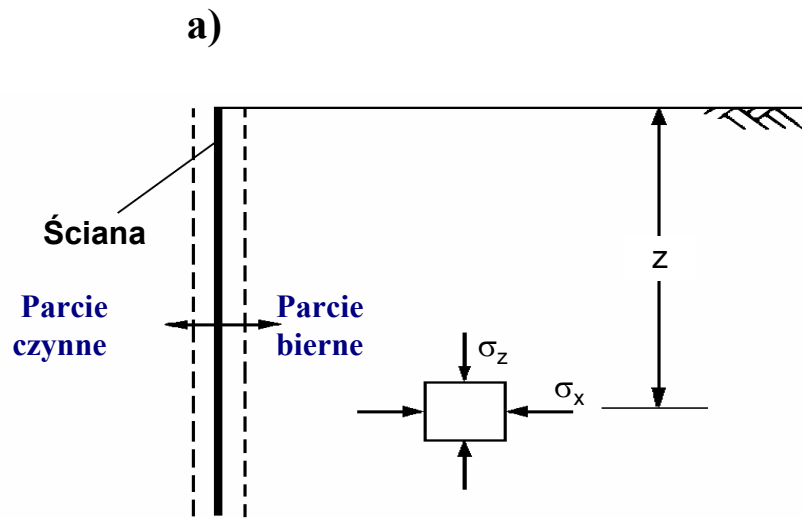 a)
Ściana
z
Parcie
czynne
Parcie
bierne
σz
σx